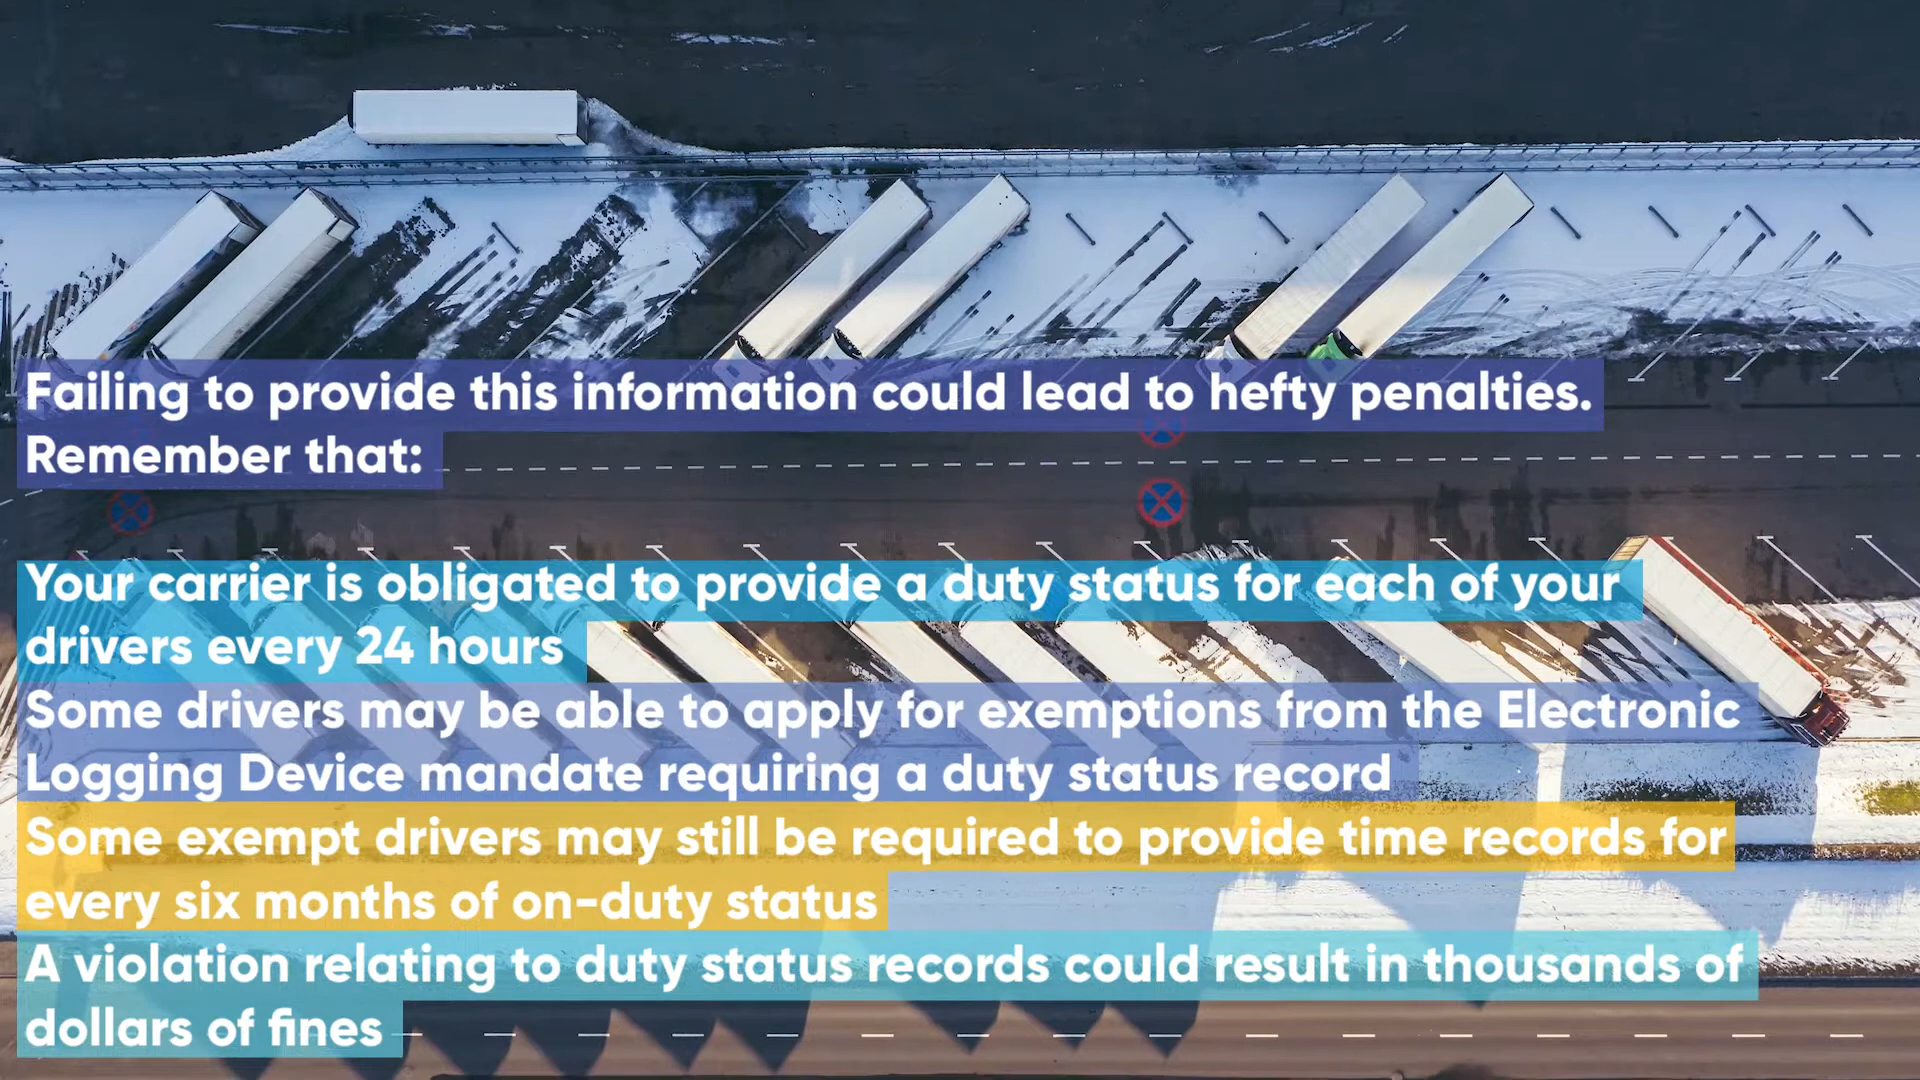 Failing to provide this information could lead to hefty penalties.
Remember that:
Your carrier is obligated to provide a duty status for each of your
drivers every 24 hours
Some drivers may be able to apply for exemptions from the Electronic
Logging Device mandate requiring a duty status record
Some exempt drivers may still be required to provide time records for
every six months of on-duty status
A violation relating to duty status records could result in thousands of
dollars of fines